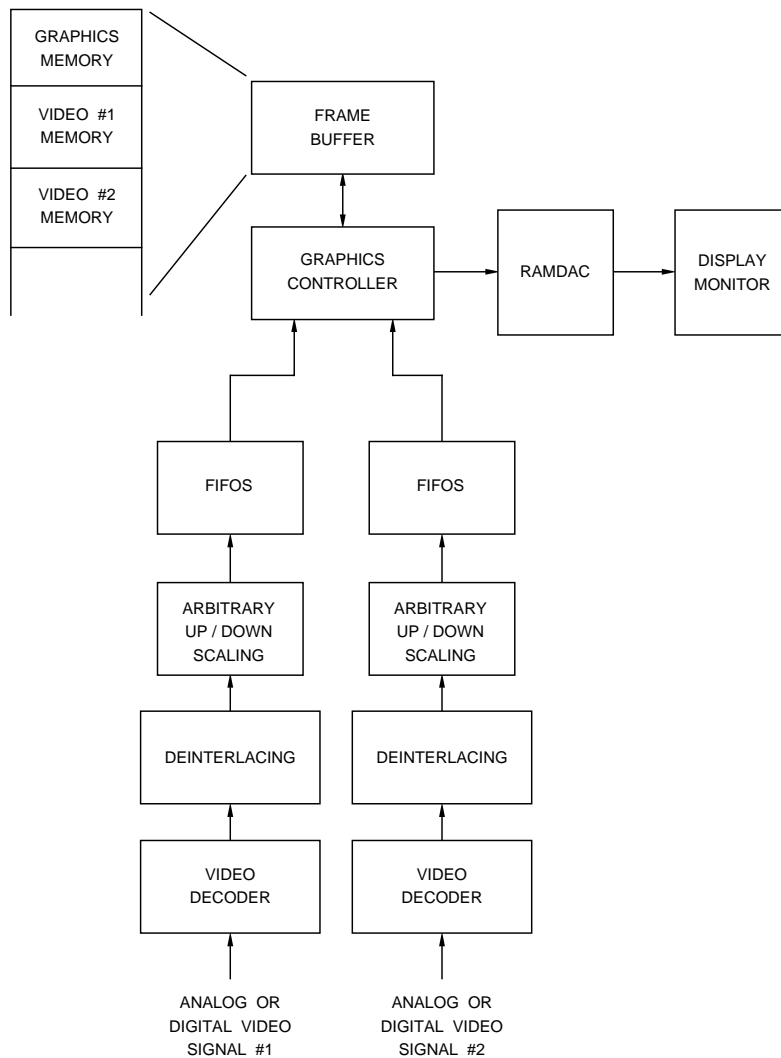 GRAPHICS
MEMORY
VIDEO #1
MEMORY
VIDEO #2
MEMORY
FRAME
BUFFER
GRAPHICS
CONTROLLER
RAMDAC
DISPLAY
MONITOR
FIFOS
FIFOS
ARBITRARY
UP / DOWN
SCALING
ARBITRARY
UP / DOWN
SCALING
DEINTERLACING
DEINTERLACING
VIDEO
DECODER
VIDEO
DECODER
ANALOG OR
DIGITAL VIDEO
SIGNAL #1
ANALOG OR
DIGITAL VIDEO
SIGNAL #2